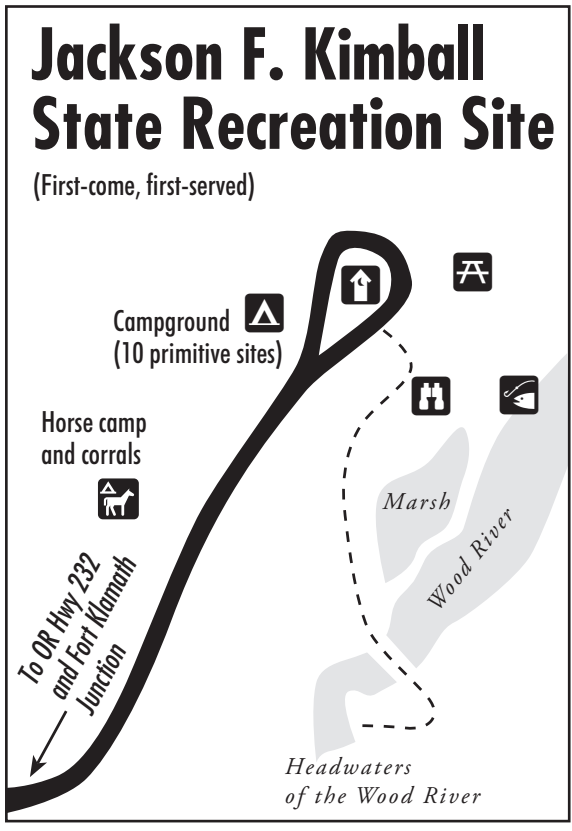 Jackson F. Kimball
State Recreation Site
(First-come, first-served)
Campground
(10 primitive sites)
Horse camp
and corrals
Marsh
Wood River
To OR Hwy 232
and Fort Klamath
Junction
Headwaters
of the Wood River